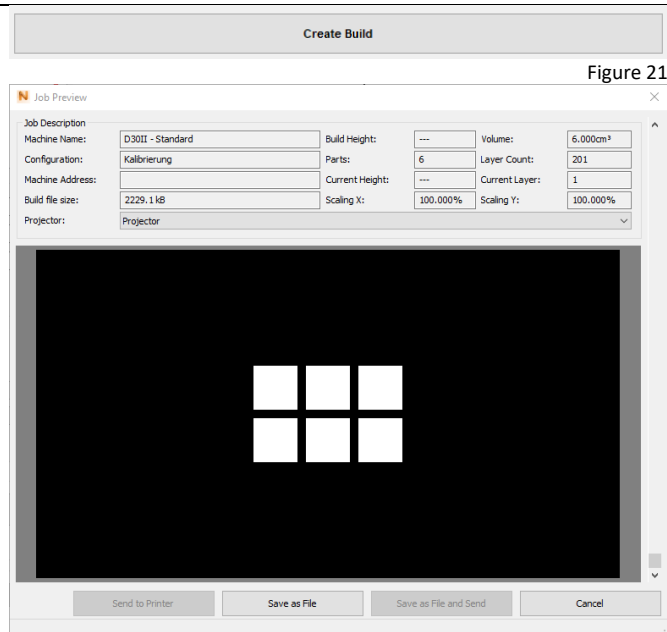 Create Build
Figure 21
Job Preview
Job Description
Machine Name: D30II - Standard Build Height: --- Volume: 6.000cm³
Configuration: Kalibrierung Parts: 6 Layer Count: 201
Machine Address: Current Height: --- Current Layer: 1
Build file size: 2229.1 kB Scaling X: 100.000% Scaling Y: 100.000%
Projector: Projector
Send to Printer Save as File Save as File and Send Cancel